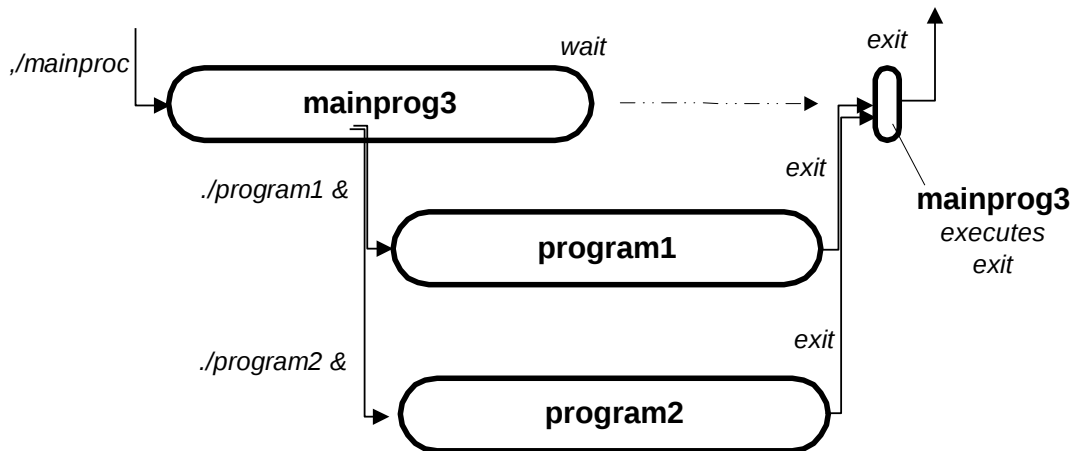 wait
exit
,/mainproc
mainprog3
./program1 &
exit
mainprog3
executes
exit
program1
./program2 &
exit
program2